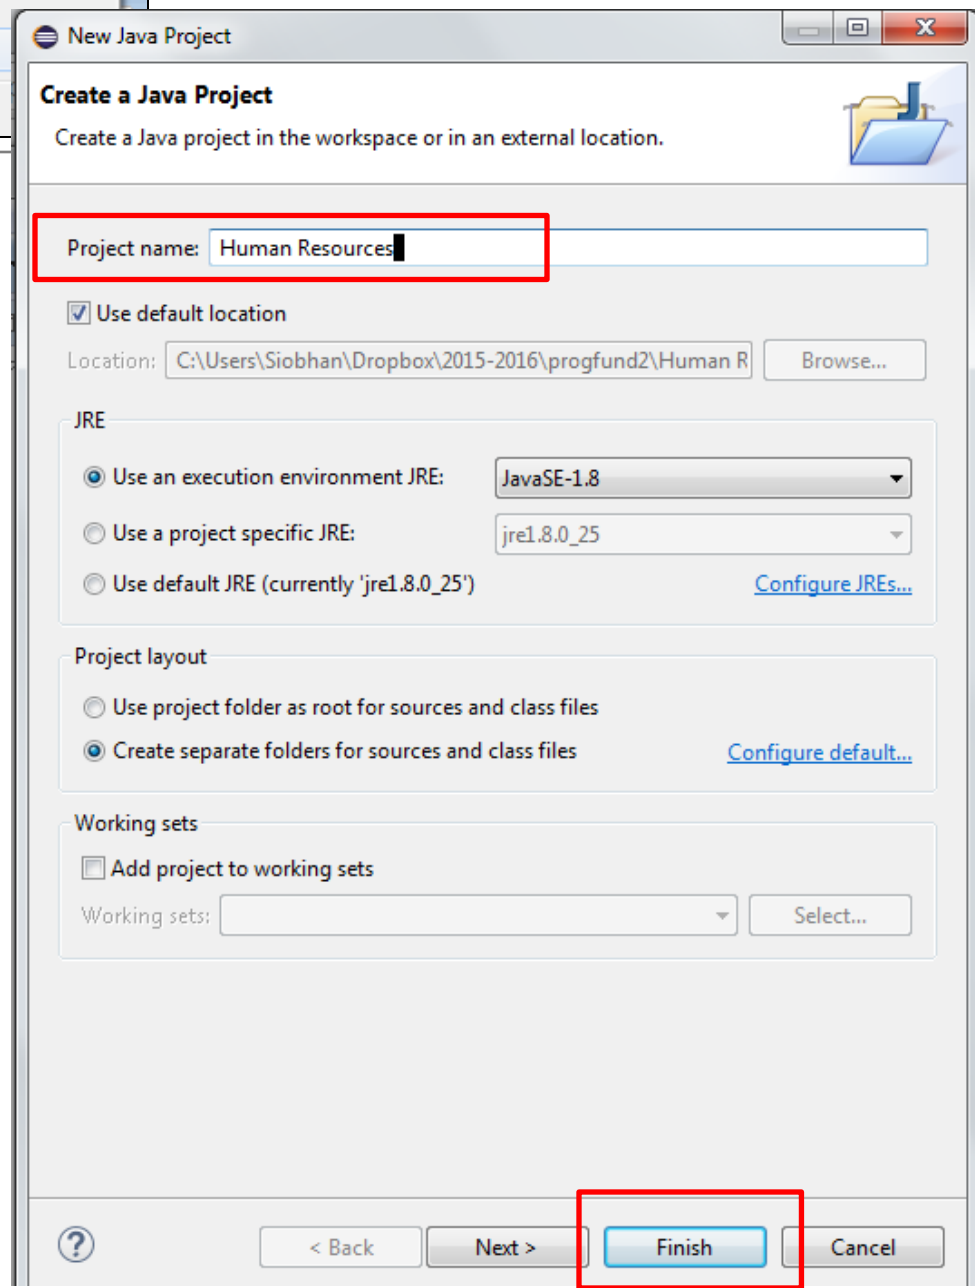 New Java Project
Create a Java Project
Create a Java project in the workspace or in an external location.
Project name: Human Resources
Use default location
Location: C:\Users\Siobhan\Dropbox\2015-2016\progfund2\Human R Browse...
JRE
Use an execution environment JRE: JavaSE-1.8
Use a project specific JRE: jre1.8.0_25
Use default JRE (currently 'jre1.8.0_25') Configure JREs...
Project layout
Use project folder as root for sources and class files
Create separate folders for sources and class files Configure default...
Working sets
Add project to working sets
Working sets: Select...
? < Back Next > Finish Cancel